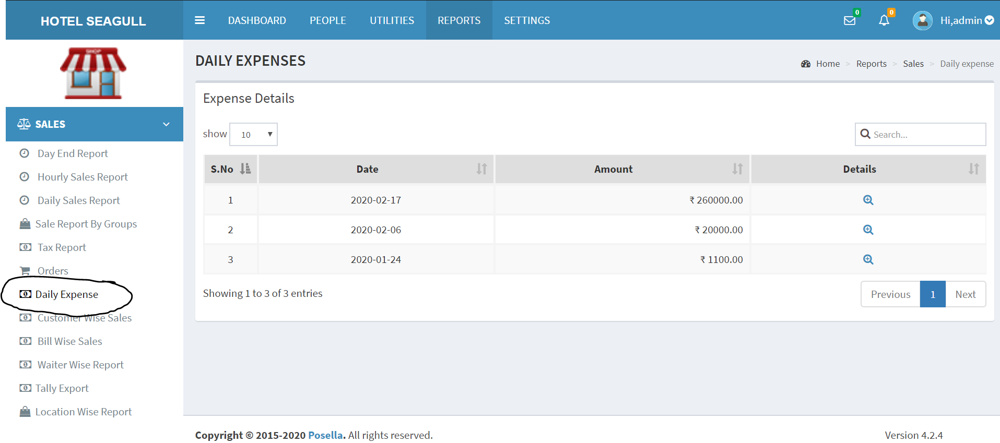 HOTEL SEAGULL
DASHBOARD PEOPLE UTILITIES REPORTS SETTINGS
0 0 Hi,admin
SHOP
DAILY EXPENSES
Home > Reports > Sales > Daily expense
SALES
Day End Report
Hourly Sales Report
Daily Sales Report
Sale Report By Groups
Tax Report
Orders
Daily Expense
Customer Wise Sales
Bill Wise Sales
Waiter Wise Report
Tally Export
Location Wise Report
Expense Details
show 10 Search...
S.No Date Amount Details
1 2020-02-17 ₹ 260000.00
2 2020-02-06 ₹ 20000.00
3 2020-01-24 ₹ 1100.00
Showing 1 to 3 of 3 entries
Previous 1 Next
Copyright © 2015-2020 Posella. All rights reserved.
Version 4.2.4